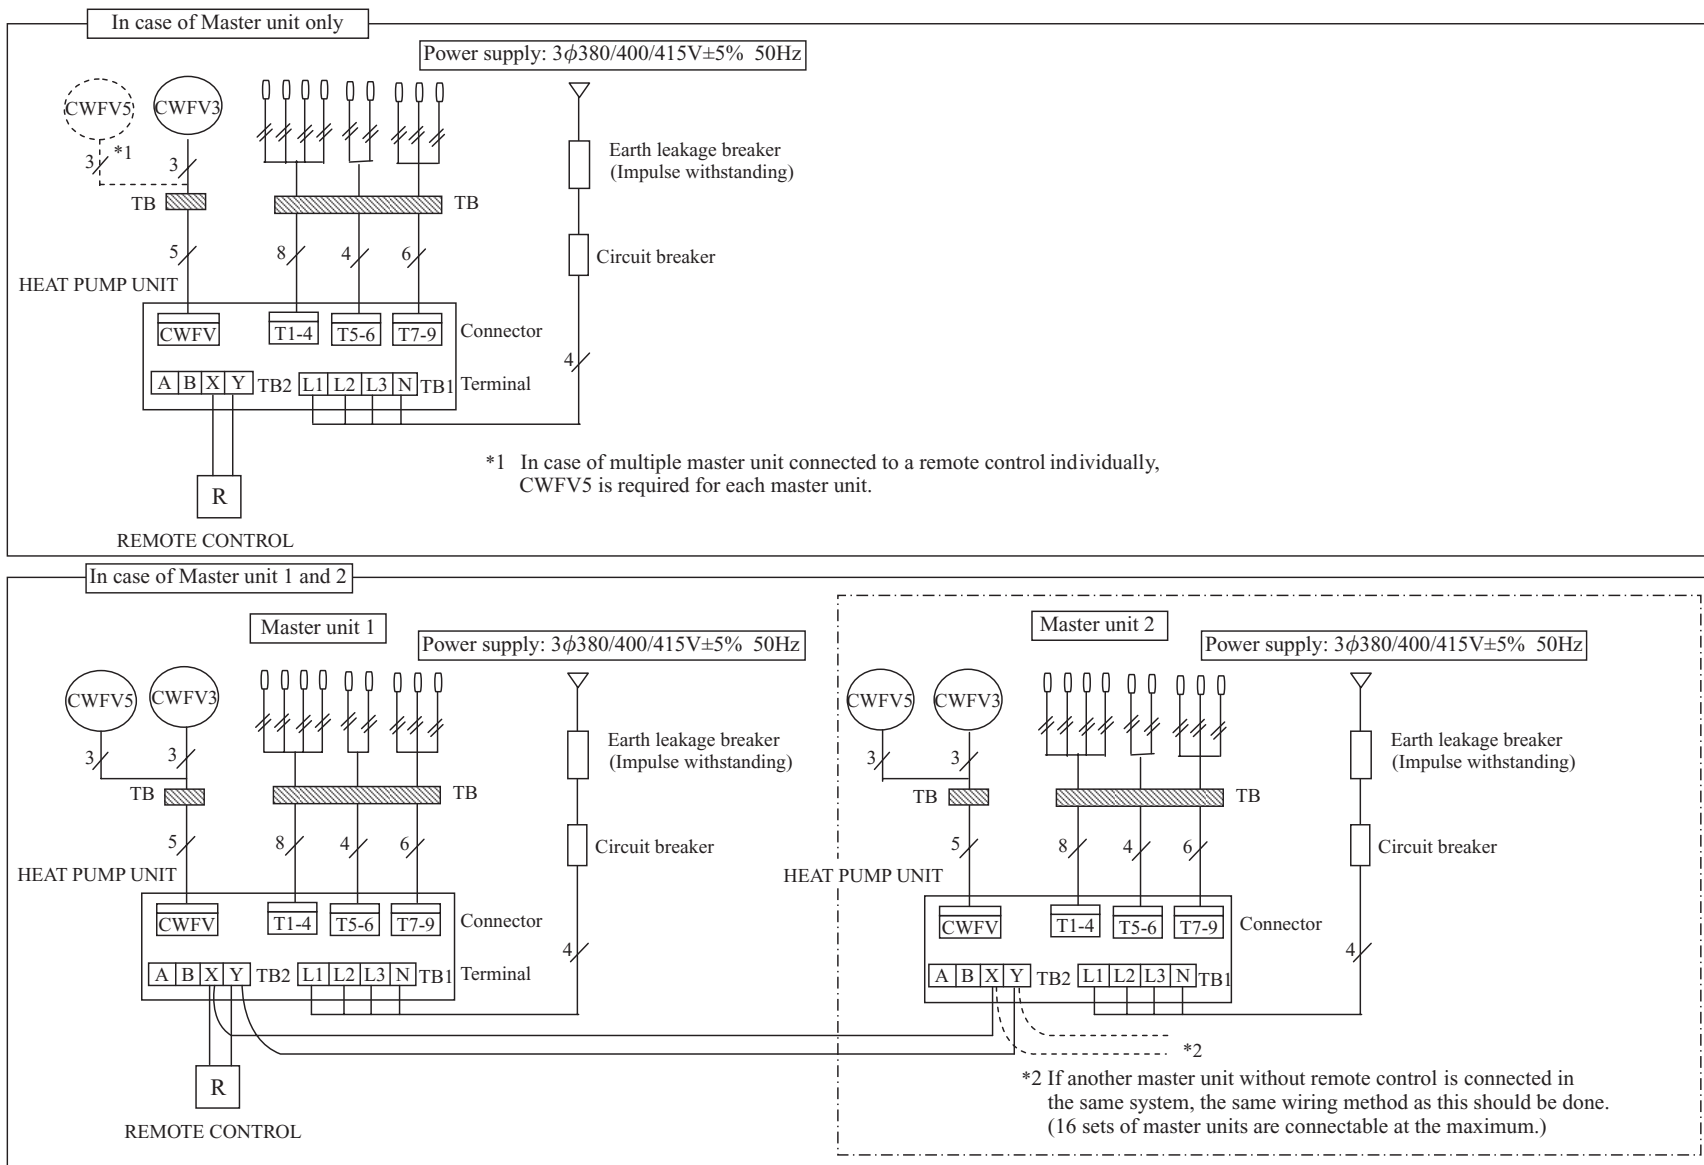 In case of Master unit only
Power supply: 3ϕ380/400/415V±5% 50Hz
CWFV5
CWFV3
3
*1
3
TB
TB
Earth leakage breaker
(Impulse withstanding)
5
8
4
6
Circuit breaker
HEAT PUMP UNIT
CWFV
T1-4
T5-6
T7-9
Connector
4
A B X Y TB2
L1 L2 L3 N TB1
Terminal
R
REMOTE CONTROL
*1 In case of multiple master unit connected to a remote control individually,
CWFV5 is required for each master unit.
In case of Master unit 1 and 2
Master unit 1
Power supply: 3ϕ380/400/415V±5% 50Hz
CWFV5
CWFV3
3
3
TB
TB
Earth leakage breaker
(Impulse withstanding)
5
8
4
6
Circuit breaker
HEAT PUMP UNIT
CWFV
T1-4
T5-6
T7-9
Connector
4
A B X Y TB2
L1 L2 L3 N TB1
Terminal
R
REMOTE CONTROL
Master unit 2
Power supply: 3ϕ380/400/415V±5% 50Hz
CWFV5
CWFV3
3
3
TB
TB
Earth leakage breaker
(Impulse withstanding)
5
8
4
6
Circuit breaker
HEAT PUMP UNIT
CWFV
T1-4
T5-6
T7-9
Connector
4
A B X Y TB2
L1 L2 L3 N TB1
*2
*2 If another master unit without remote control is connected in
the same system, the same wiring method as this should be done.
(16 sets of master units are connectable at the maximum.)